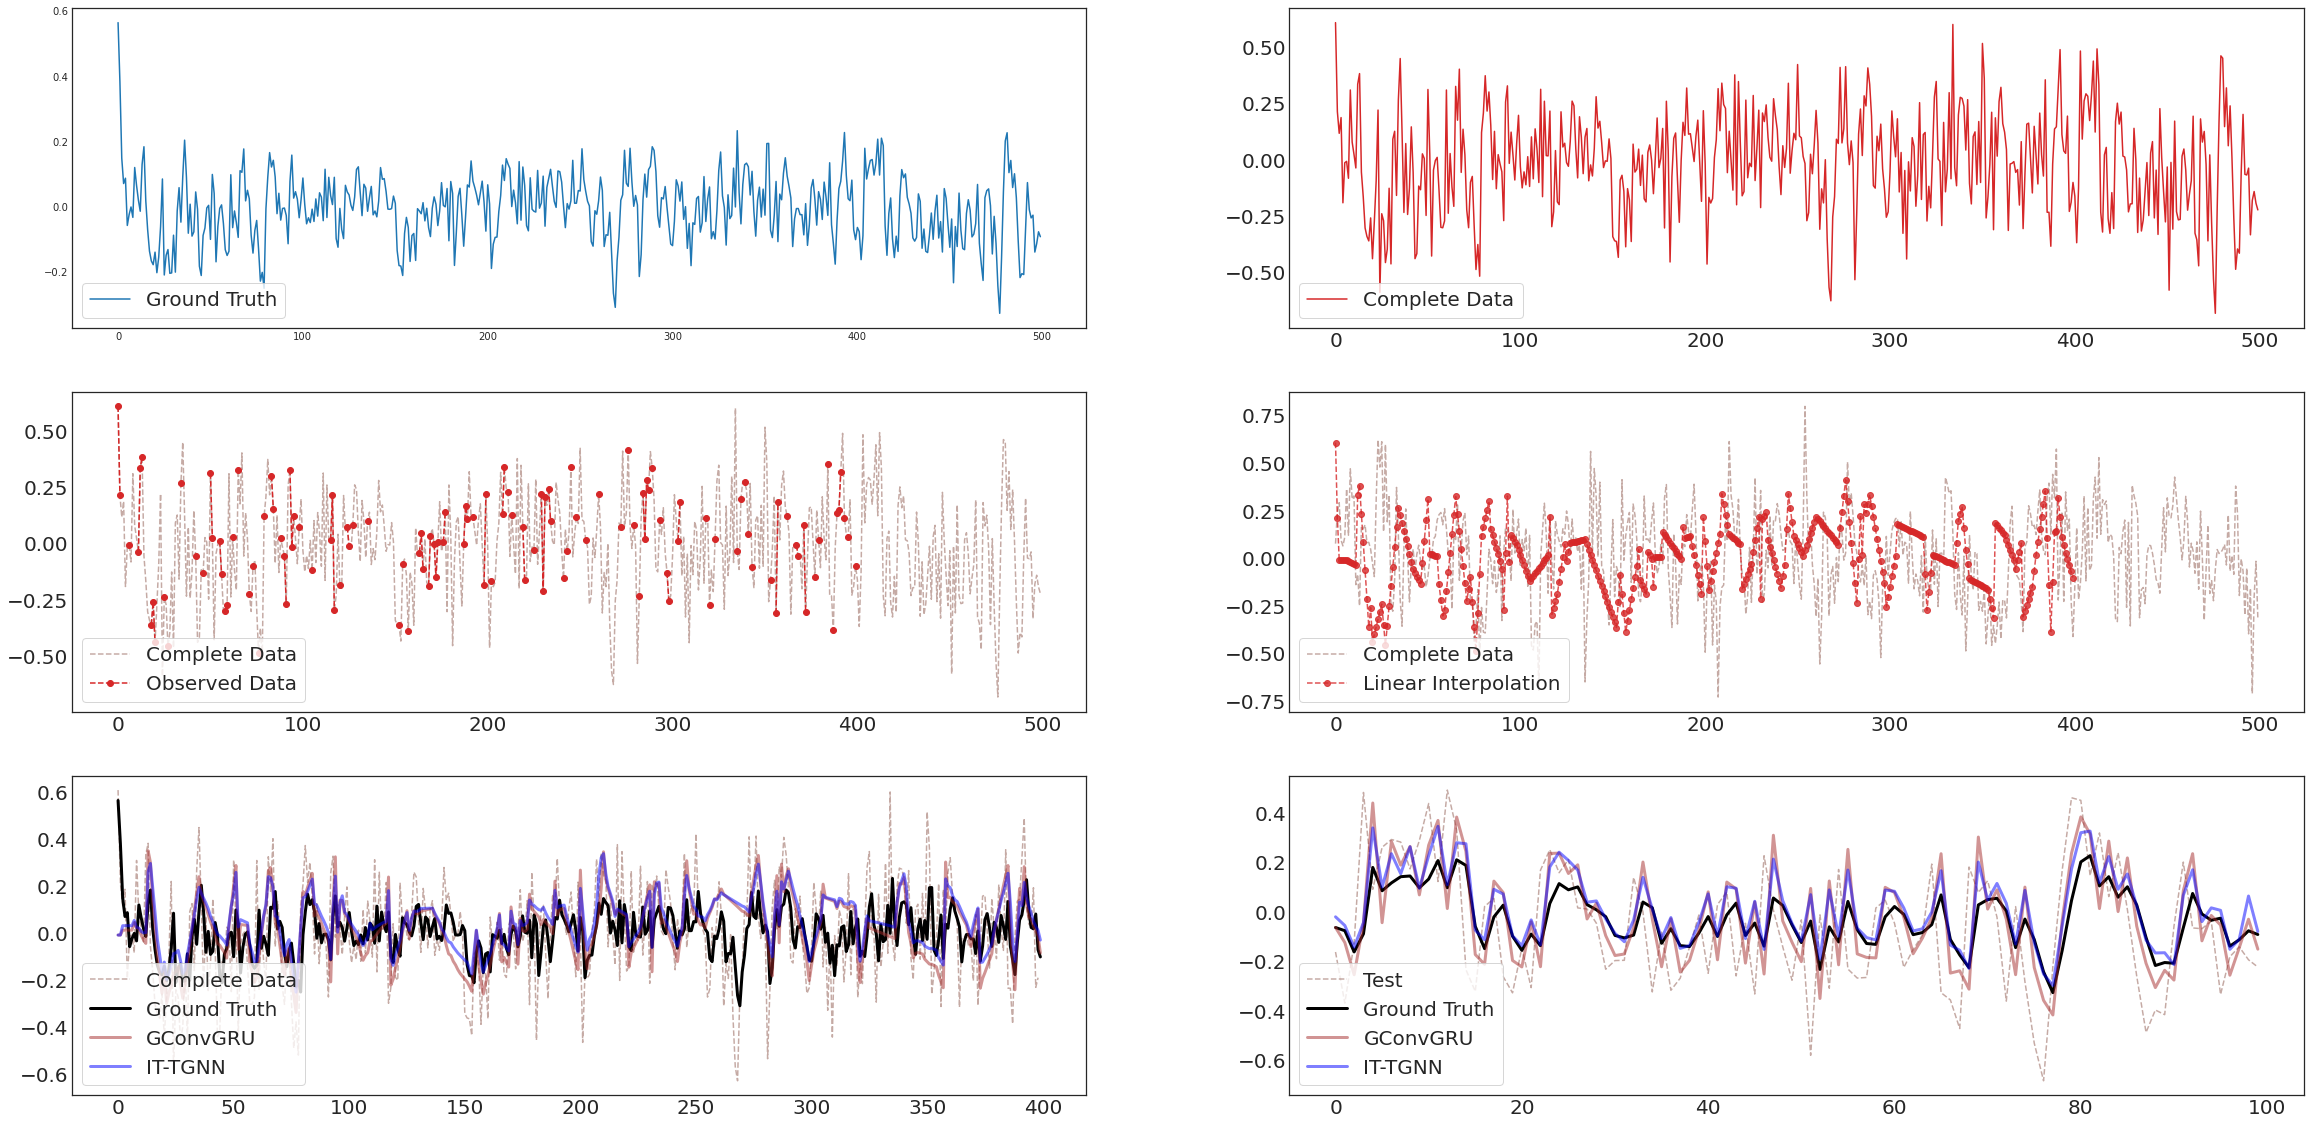 0.6
0.4
0.2
0.0
−0.2
0 100 200 300 400 500
Ground Truth
0.50
0.25
0.00
−0.25
−0.50
0 100 200 300 400 500
Complete Data
0.50
0.25
0.00
−0.25
−0.50
0 100 200 300 400 500
Complete Data
Observed Data
0.75
0.50
0.25
0.00
−0.25
−0.50
−0.75
0 100 200 300 400 500
Complete Data
Linear Interpolation
0.6
0.4
0.2
0.0
−0.2
−0.4
−0.6
0 50 100 150 200 250 300 350 400
Complete Data
Ground Truth
GConvGRU
IT-TGNN
0.4
0.2
0.0
−0.2
−0.4
−0.6
0 20 40 60 80 100
Test
Ground Truth
GConvGRU
IT-TGNN